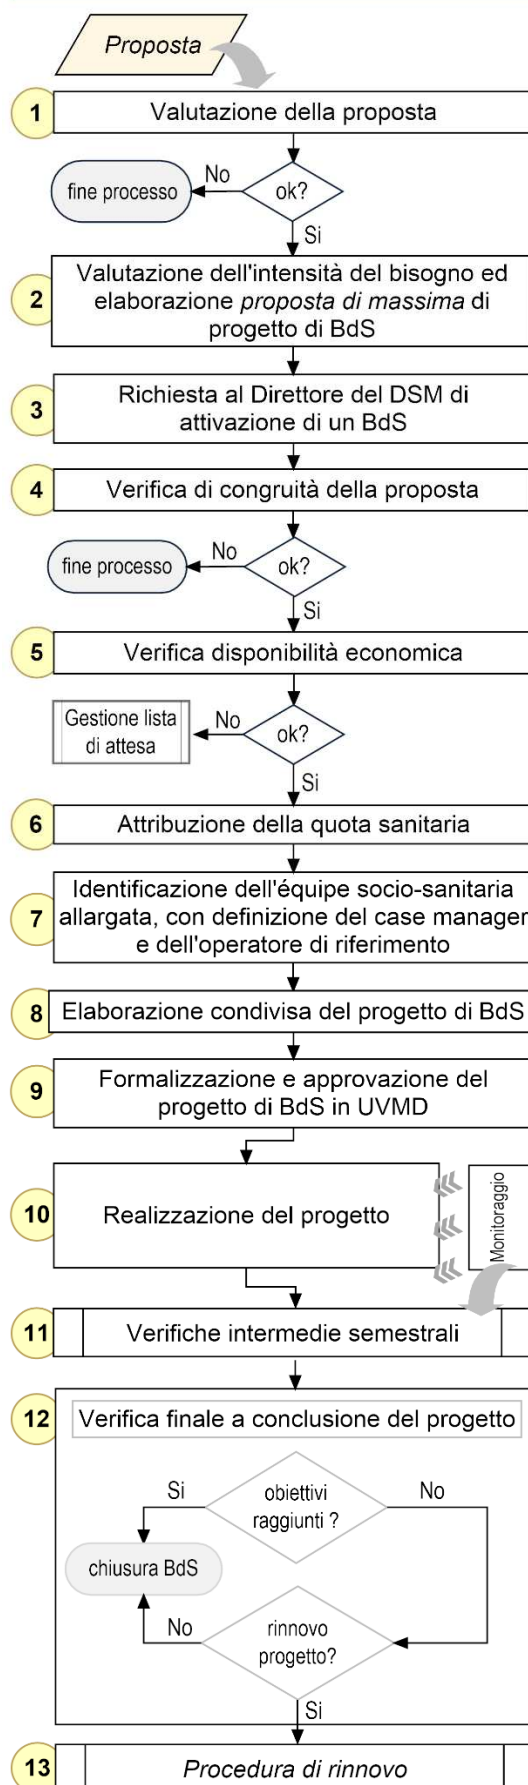 Proposta
1
Valutazione della proposta
No
fine processo
ok?
Si
2
Valutazione dell'intensità del bisogno ed
elaborazione proposta di massima di
progetto di BdS
3
Richiesta al Direttore del DSM di
attivazione di un BdS
4
Verifica di congruità della proposta
No
fine processo
ok?
Si
5
Verifica disponibilità economica
Gestione lista
di attesa
No
ok?
Si
6
Attribuzione della quota sanitaria
7
Identificazione dell'équipe socio-sanitaria
allargata, con definizione del case manager
e dell'operatore di riferimento
8
Elaborazione condivisa del progetto di BdS
9
Formalizzazione e approvazione del
progetto di BdS in UVMD
10
Realizzazione del progetto
Monitoraggio
11
Verifiche intermedie semestrali
12
Verifica finale a conclusione del progetto
Si
obiettivi
raggiunti ?
No
chiusura BdS
No
rinnovo
progetto?
Si
13
Procedura di rinnovo